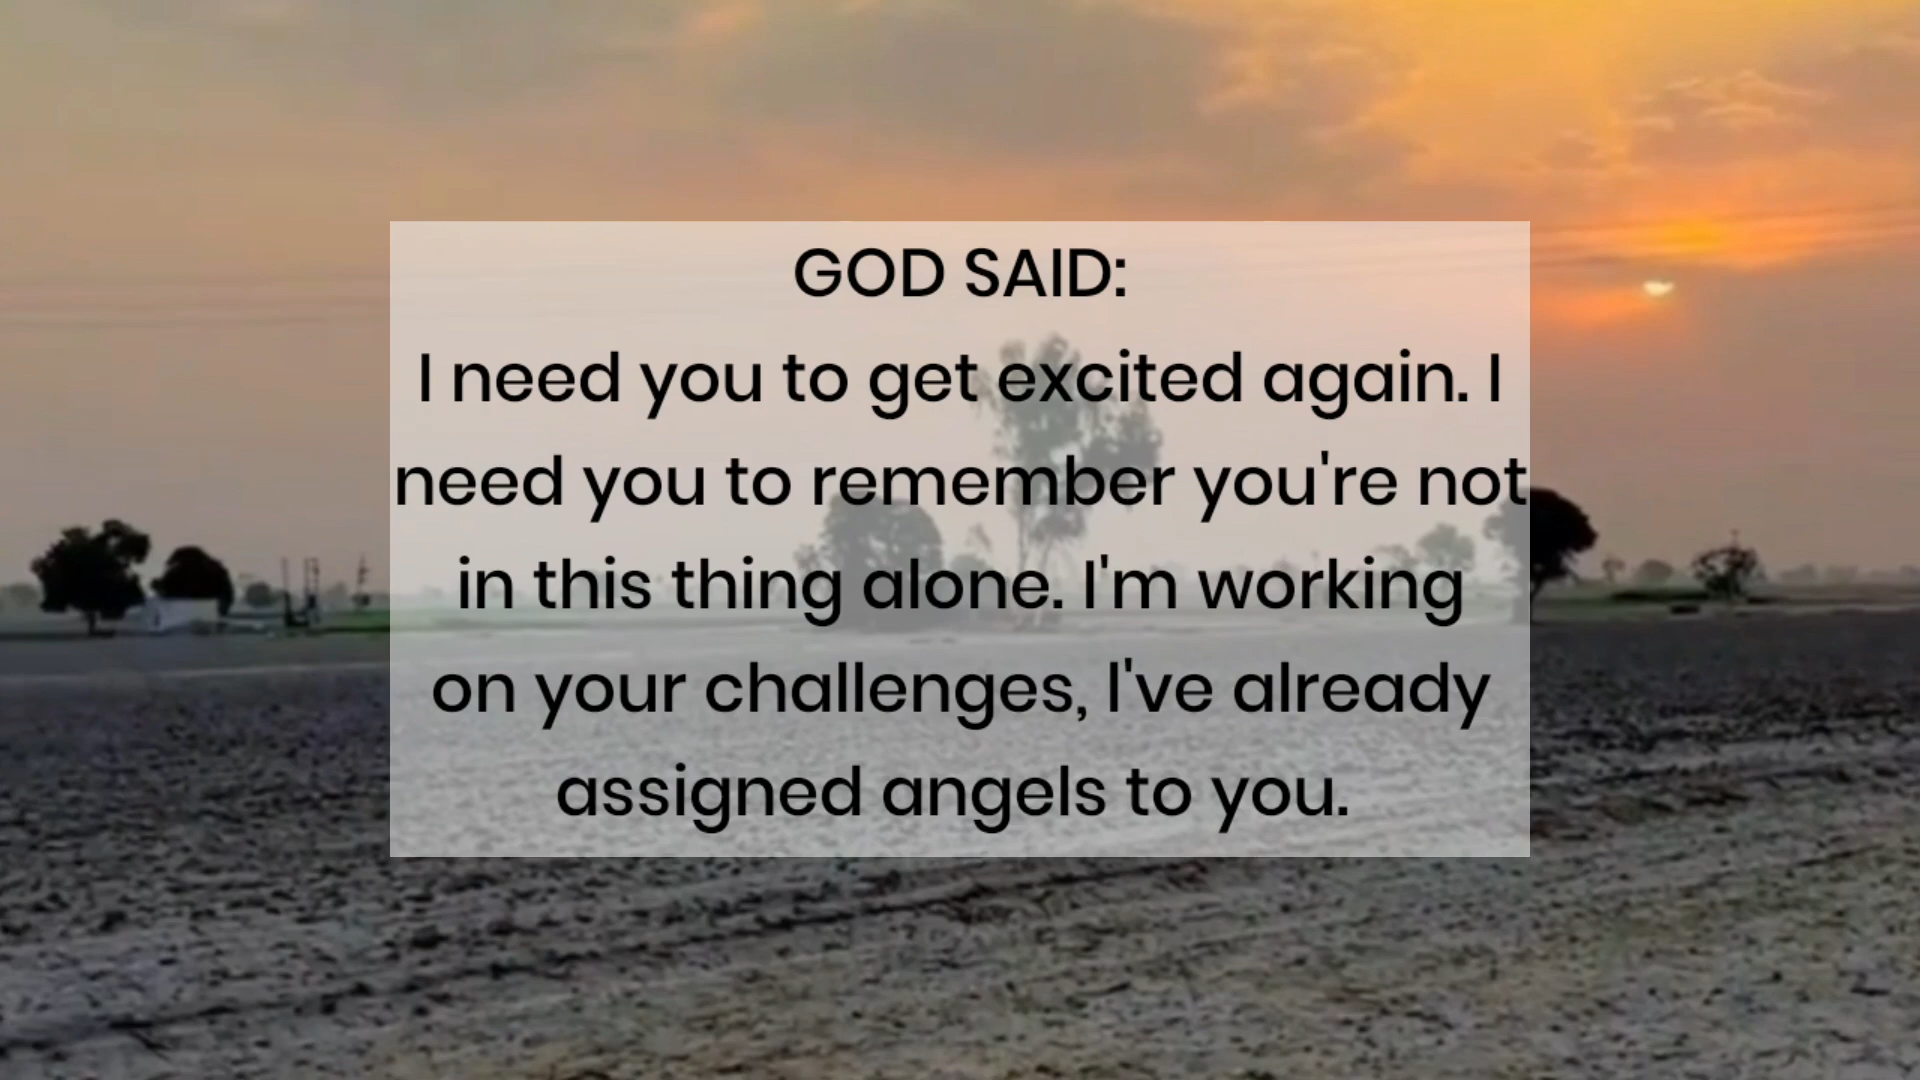 GOD SAID:
I need you to get excited again. I
need you to remember you're not
in this thing alone. I'm working
on your challenges, I've already
assigned angels to you.